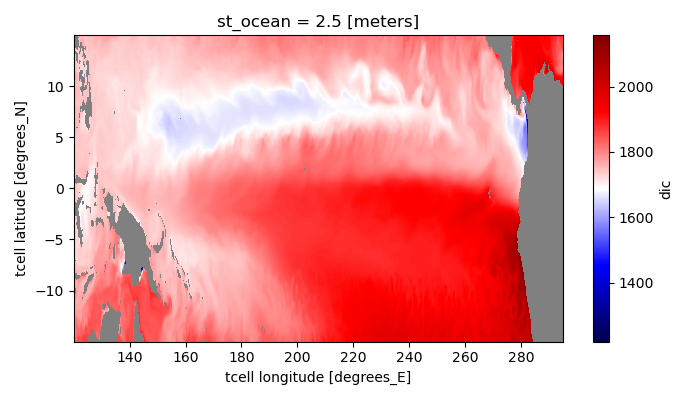 st_ocean = 2.5 [meters]
10
5
0
−5
−10
tcell latitude [degrees_N]
140 160 180 200 220 240 260 280
tcell longitude [degrees_E]
2000
1800
1600
1400
dic